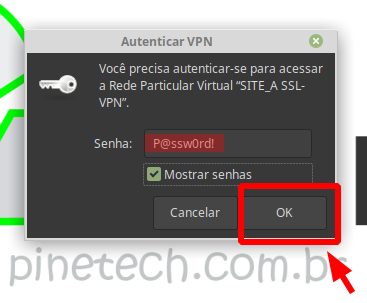 Autenticar VPN
Você precisa autenticar-se para acessar
a Rede Particular Virtual “SITE_A SSL-
VPN”.
Senha: P@ssw0rd!
Mostrar senhas
Cancelar OK
pinetech.com.br